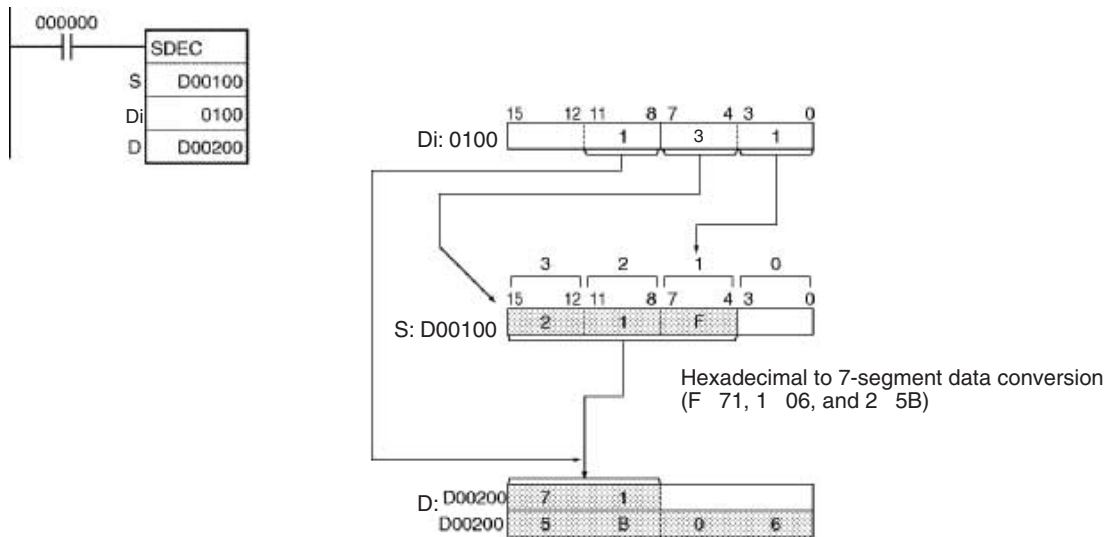 000000
SDEC
S D00100
Di 0100
D D00200
15 12 11 8 7 4 3 0
Di: 0100 1 3 1
3 2 1 0
15 12 11 8 7 4 3 0
S: D00100 2 1 F
Hexadecimal to 7-segment data conversion
(F 71, 1 06, and 2 5B)
D: D00200 7 1
D00200 5 B 0 6